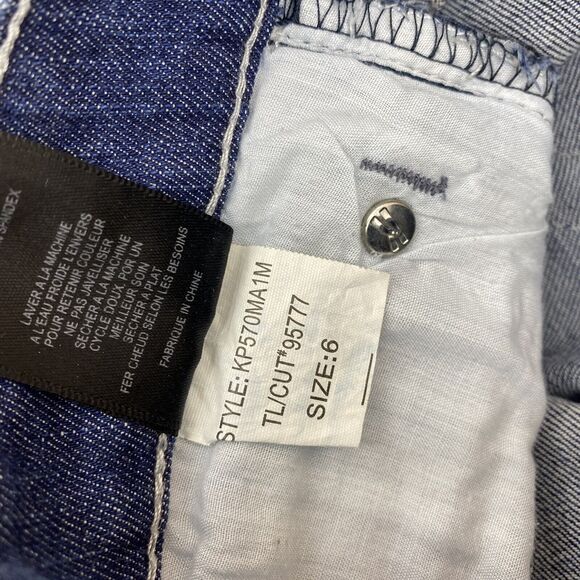 SPANDEX
LAVER A LA MACHINE
A L'EAU FROIDE L'ENVERS
POUR RETENIR COULEUR
NE PAS JAVELLISER
SECHER A LA MACHINE
CYCLE DOUX, POR UN
MEILLEUR SOIN
SECHER A PLAT
FER CHEUD SELON LES BESOINS
FABRIQUE IN CHINE
STYLE: KP570MA1M
TL/CUT#95777
SIZE:6